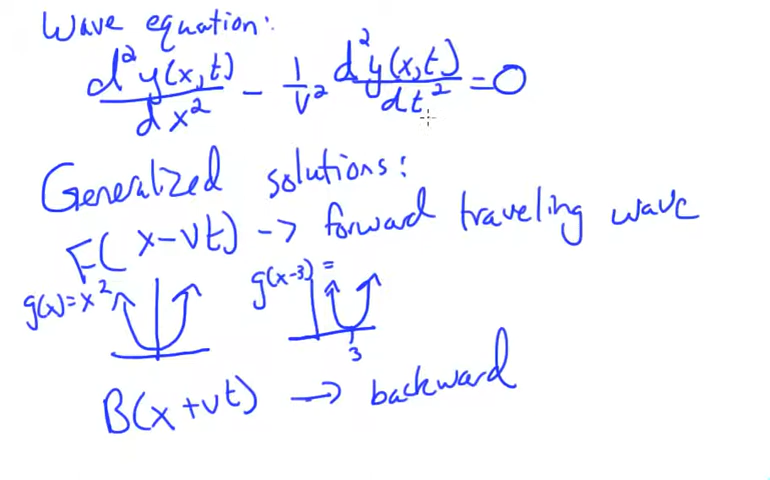 Wave equation:
d²y(x,t)/dx² - 1/v² d²y(x,t)/dt² = 0
Generalized solutions:
F(x-vt) -> forward traveling wave
g(x)=x² g(x-3) =
3
B(x+vt) -> backward